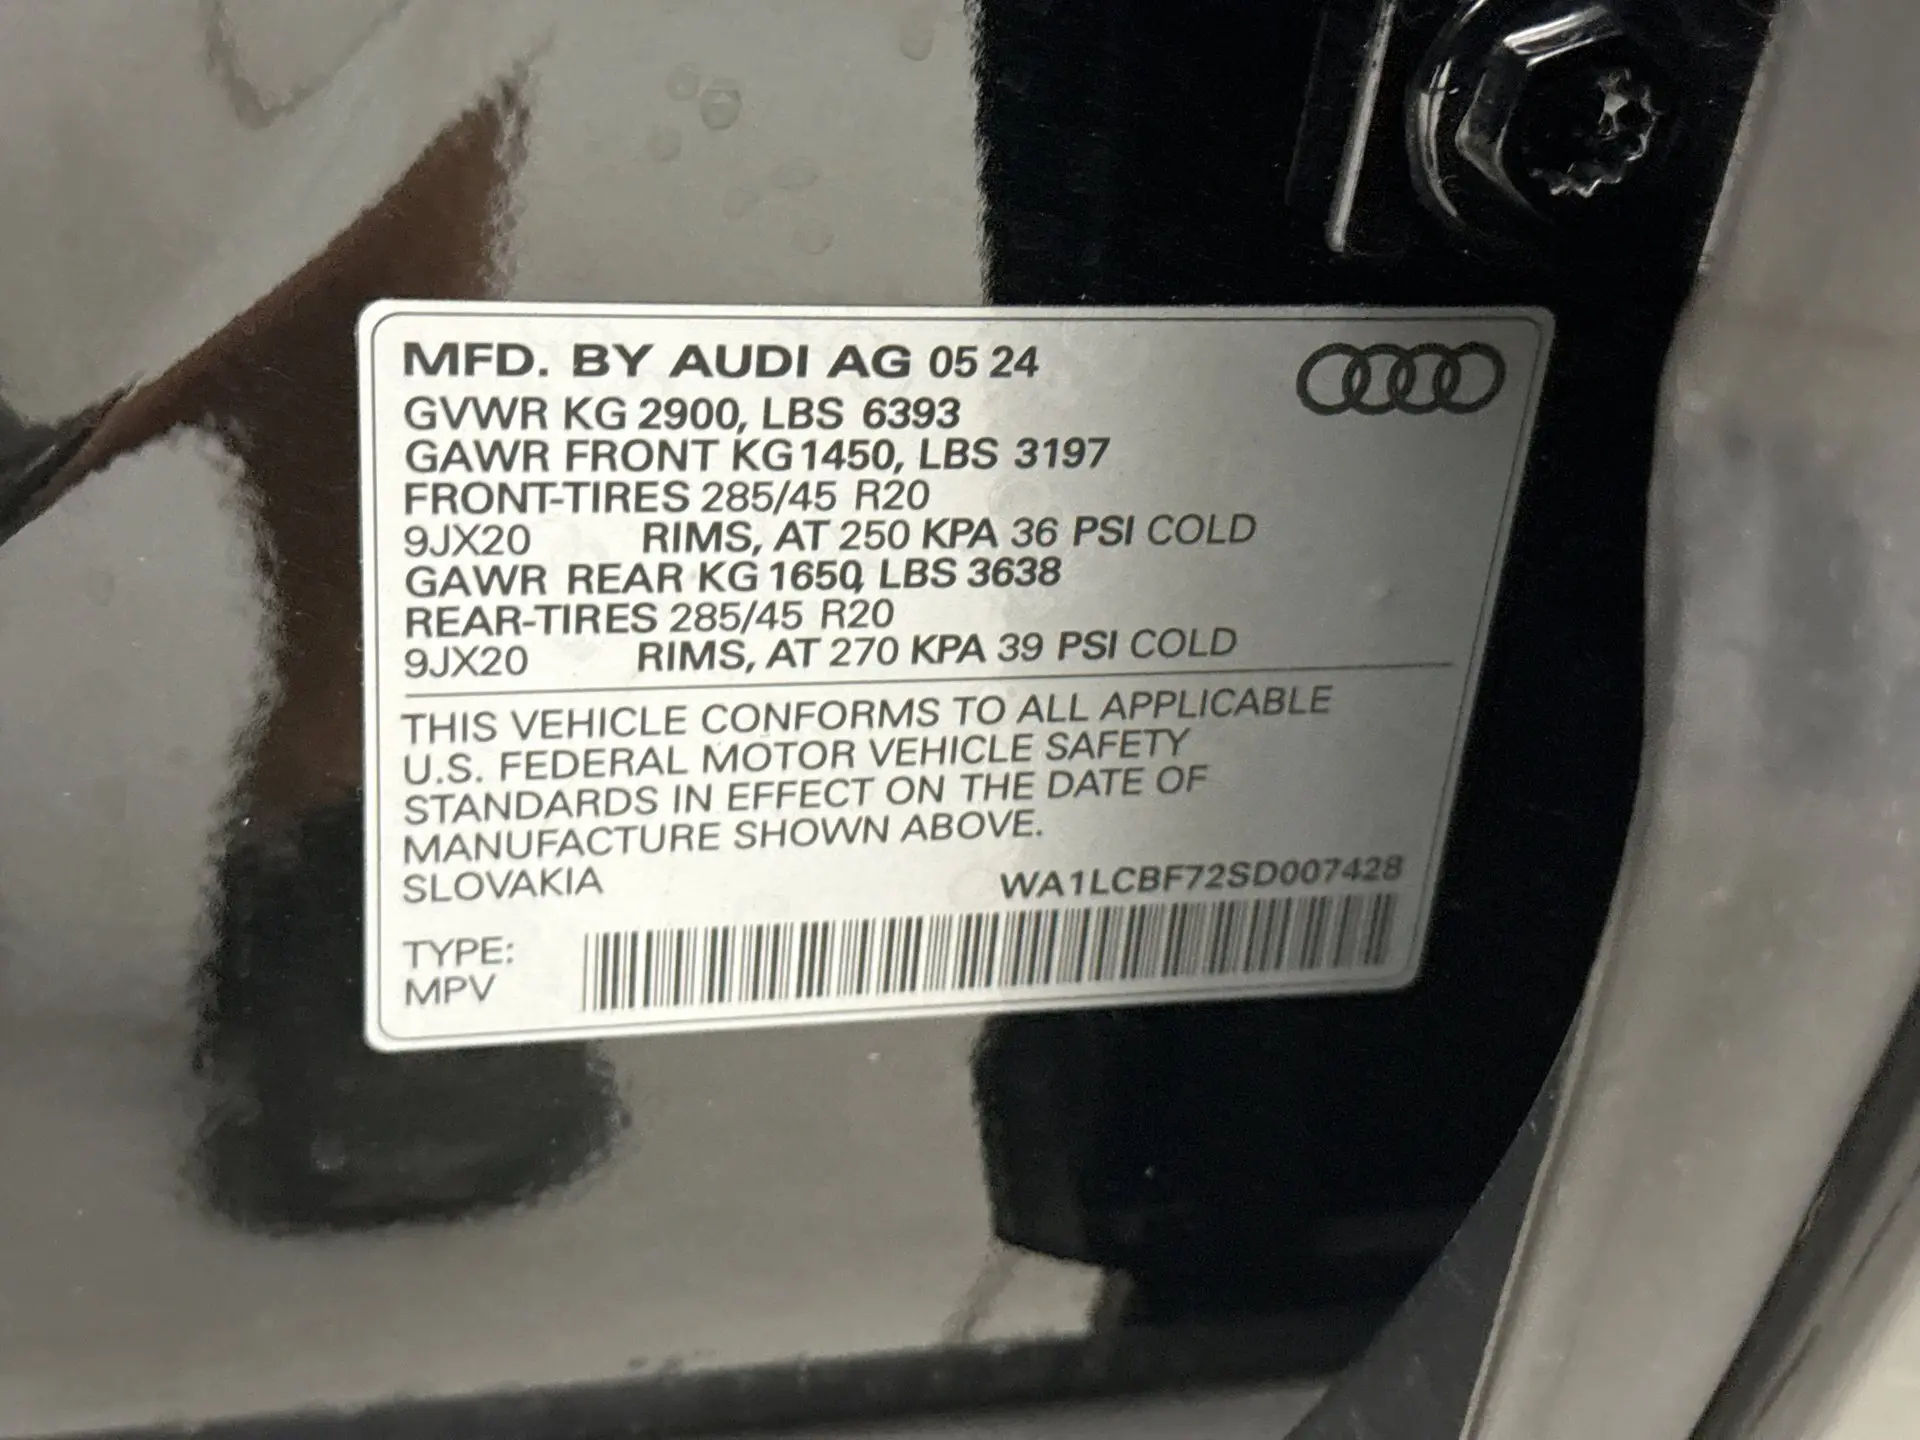 MFD. BY AUDI AG 05 24
GVWR KG 2900, LBS 6393
GAWR FRONT KG 1450, LBS 3197
FRONT-TIRES 285/45 R20
9JX20 RIMS, AT 250 KPA 36 PSI COLD
GAWR REAR KG 1650, LBS 3638
REAR-TIRES 285/45 R20
9JX20 RIMS, AT 270 KPA 39 PSI COLD
THIS VEHICLE CONFORMS TO ALL APPLICABLE
U.S. FEDERAL MOTOR VEHICLE SAFETY
STANDARDS IN EFFECT ON THE DATE OF
MANUFACTURE SHOWN ABOVE.
SLOVAKIA WA1LCBF72SD007428
TYPE:
MPV